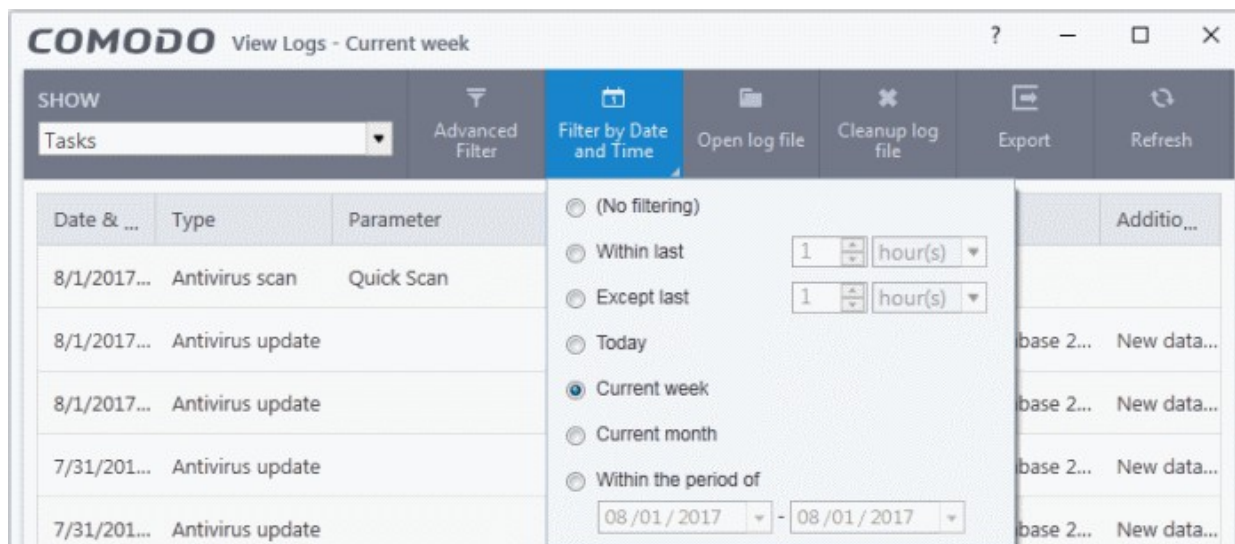 COMODO View Logs - Current week ?
SHOW
Tasks
Advanced
Filter
Filter by Date
and Time
Open log file
Cleanup log
file
Export
Refresh
Date & ... Type Parameter Additio...
(No filtering)
Within last 1 hour(s)
Except last 1 hour(s)
Today
Current week
Current month
Within the period of
08/01/2017 - 08/01/2017
8/1/2017... Antivirus scan Quick Scan
8/1/2017... Antivirus update base 2... New data...
8/1/2017... Antivirus update base 2... New data...
7/31/201... Antivirus update base 2... New data...
7/31/201... Antivirus update base 2... New data...